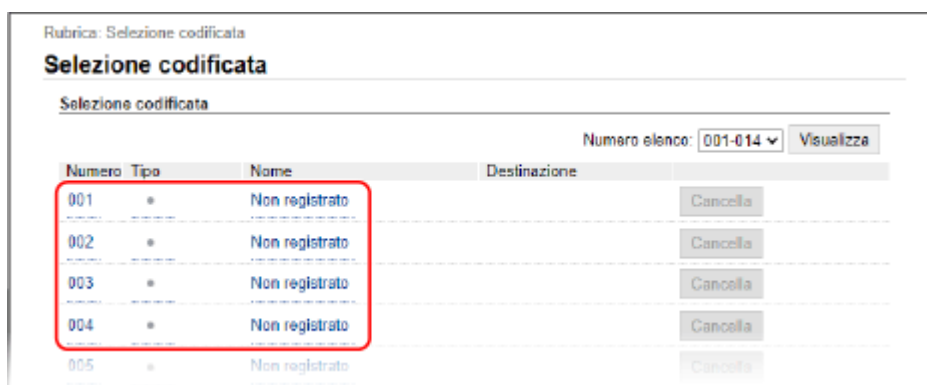 Rubrica: Selezione codificata
Selezione codificata
Selezione codificata
Numero elenco: 001-014 Visualizza
Numero Tipo Nome Destinazione
001 Non registrato Cancella
002 Non registrato Cancella
003 Non registrato Cancella
004 Non registrato Cancella
005 Non registrato Cancella